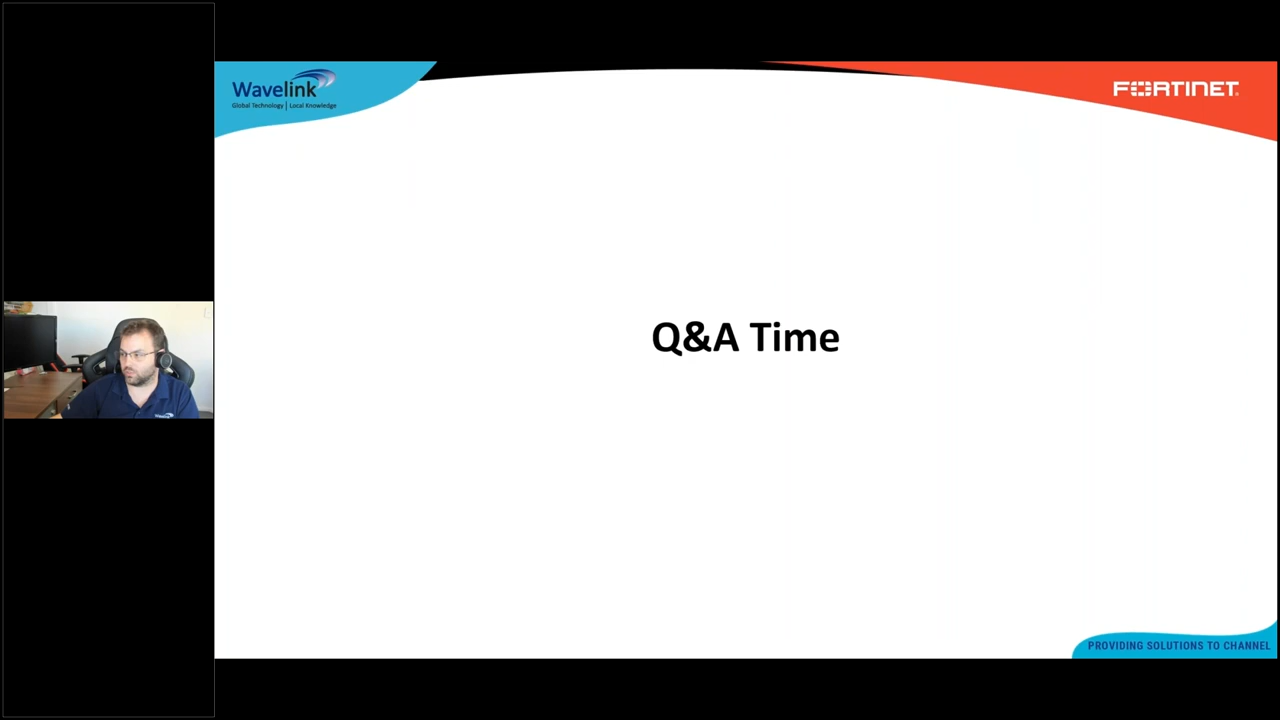 Wavelink
Global Technology | Local Knowledge
FORTINET
Q&A Time
PROVIDING SOLUTIONS TO CHANNEL